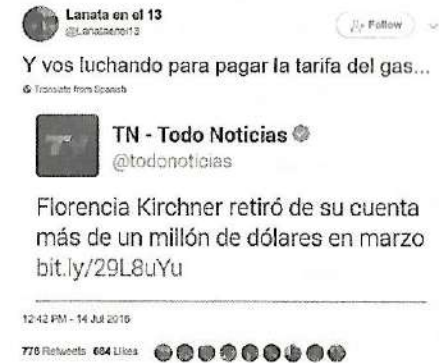 Lanata en el 13
@Lanataenel13
Follow
Y vos luchando para pagar la tarifa del gas...
Translate from Spanish
TN
TN - Todo Noticias
@todonoticias
Florencia Kirchner retiró de su cuenta
más de un millón de dólares en marzo
bit.ly/29L8uYu
12:42 PM - 14 Jul 2016
778 Retweets 684 Likes